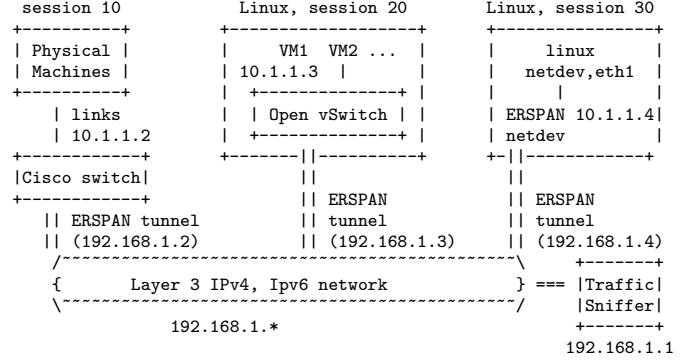 session 10 Linux, session 20 Linux, session 30
+----------+ +-------------------+ +----------------+
| Physical | | VM1 VM2 ... | | linux |
| Machines | | 10.1.1.3 | | | netdev,eth1 |
+----------+ | +--------------+ | | | |
| links | | Open vSwitch | | | ERSPAN 10.1.1.4|
| 10.1.1.2 | +--------------+ | | netdev |
+------------+ +-------||----------+ +-||------------+
|Cisco switch| || ||
+------------+ || ERSPAN || ERSPAN
|| ERSPAN tunnel || tunnel || tunnel
|| (192.168.1.2) || (192.168.1.3) || (192.168.1.4)
/~~~~~~~~~~~~~~~~~~~~~~~~~~~~~~~~~~~~~~~~~~~~~~\ +-------+
{ Layer 3 IPv4, Ipv6 network } === |Traffic|
\~~~~~~~~~~~~~~~~~~~~~~~~~~~~~~~~~~~~~~~~~~~~~~/ |Sniffer|
192.168.1.* +-------+
192.168.1.1